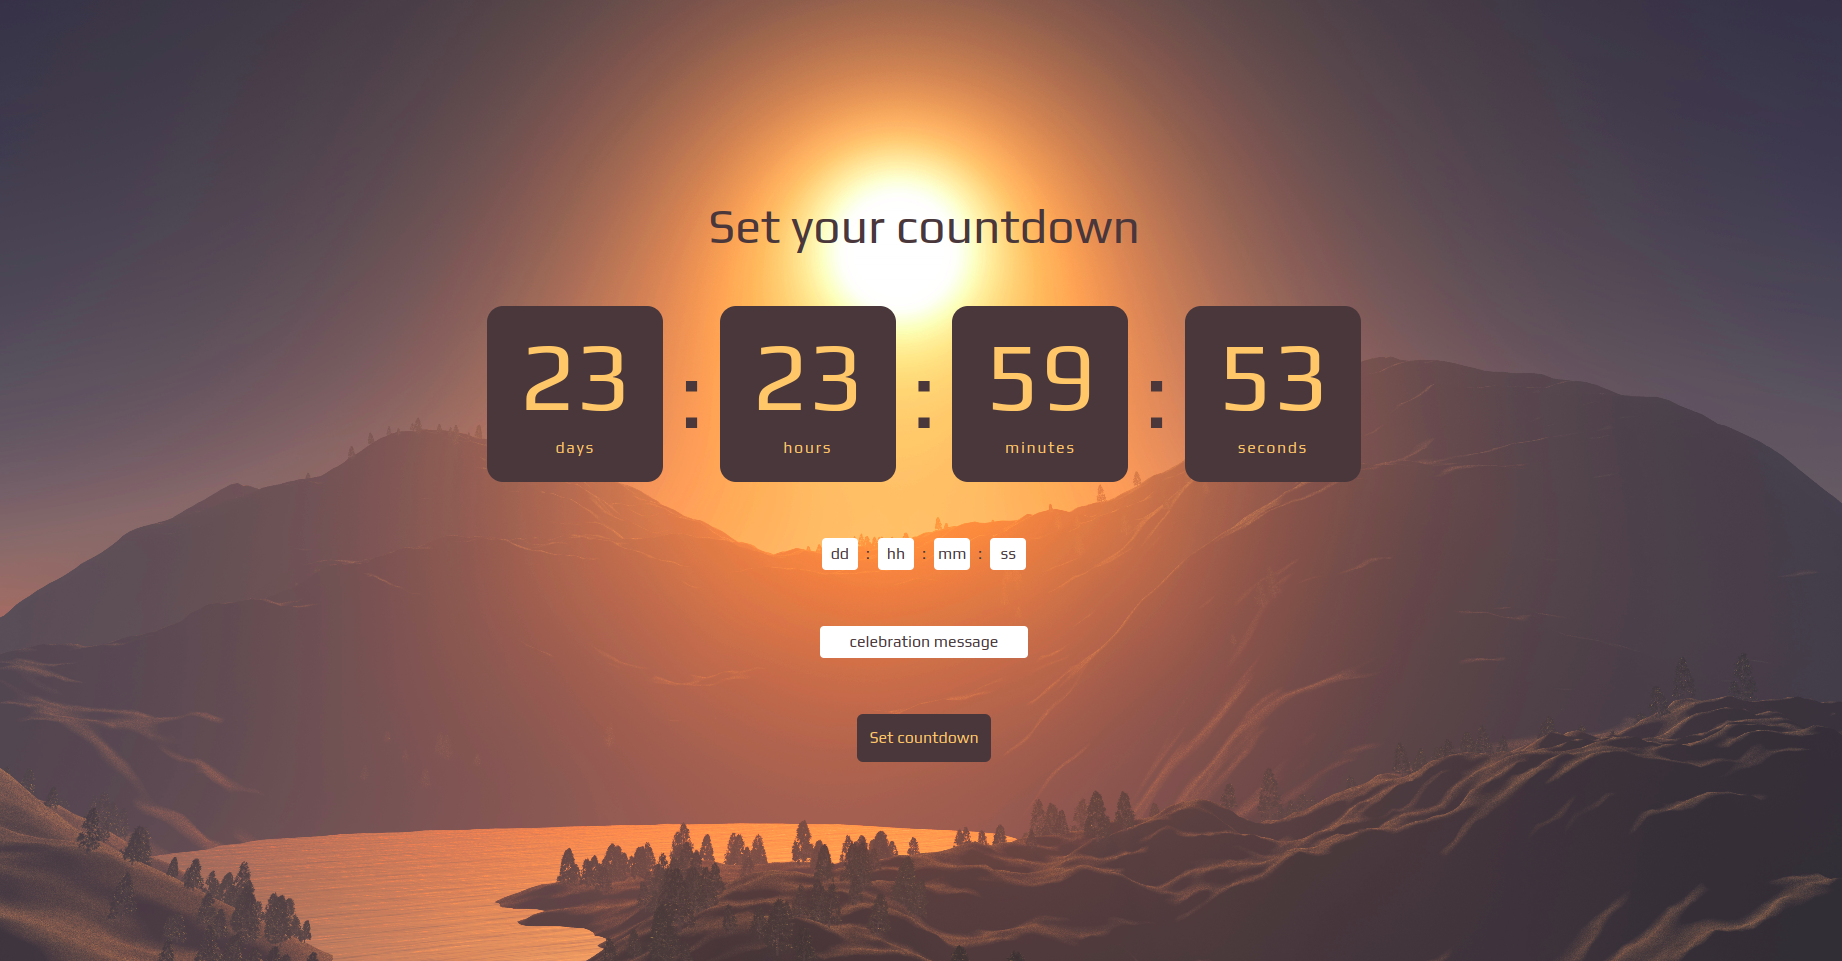 Set your countdown
23 : 23 : 59 : 53
days hours minutes seconds
dd : hh : mm : ss
celebration message
Set countdown